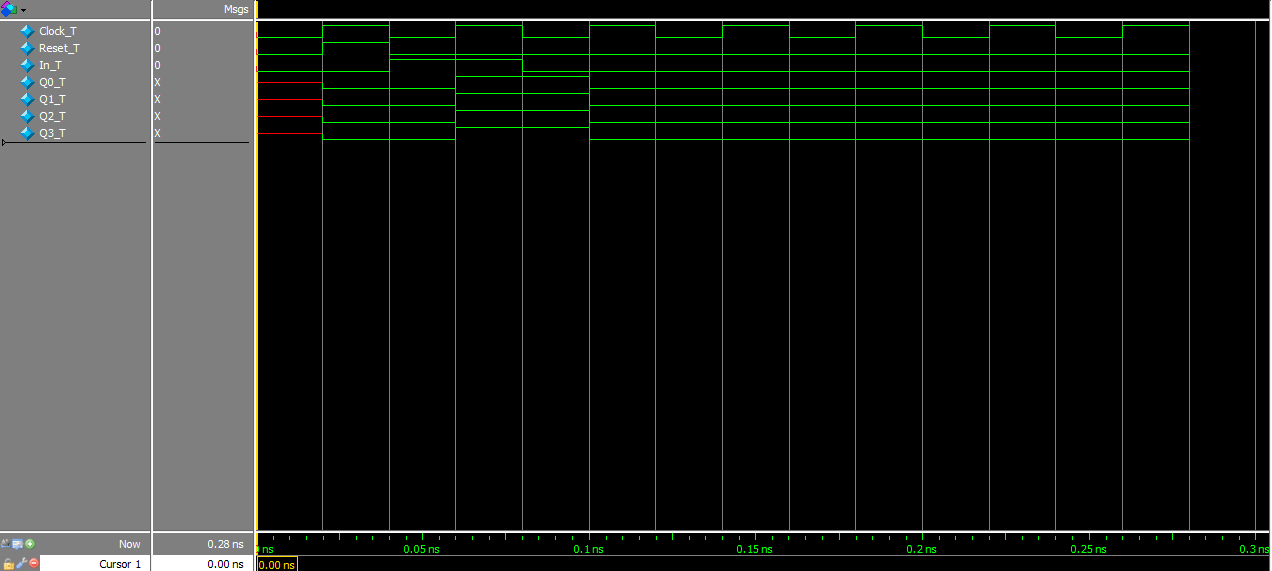 Msgs
Clock_T 0
Reset_T 0
In_T 0
Q0_T X
Q1_T X
Q2_T X
Q3_T X
Now 0.28 ns ns 0.05 ns 0.1 ns 0.15 ns 0.2 ns 0.25 ns 0.3 ns
Cursor 1 0.00 ns 0.00 ns